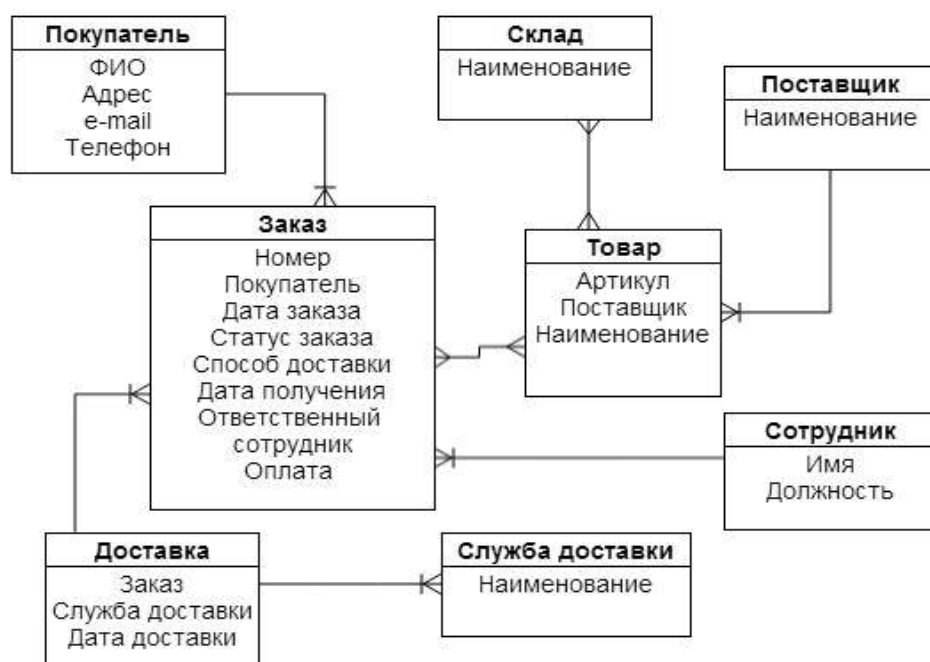 Покупатель
ФИО
Адрес
e-mail
Телефон
Склад
Наименование
Поставщик
Наименование
Заказ
Номер
Покупатель
Дата заказа
Статус заказа
Способ доставки
Дата получения
Ответственный
сотрудник
Оплата
Товар
Артикул
Поставщик
Наименование
Сотрудник
Имя
Должность
Доставка
Заказ
Служба доставки
Дата доставки
Служба доставки
Наименование